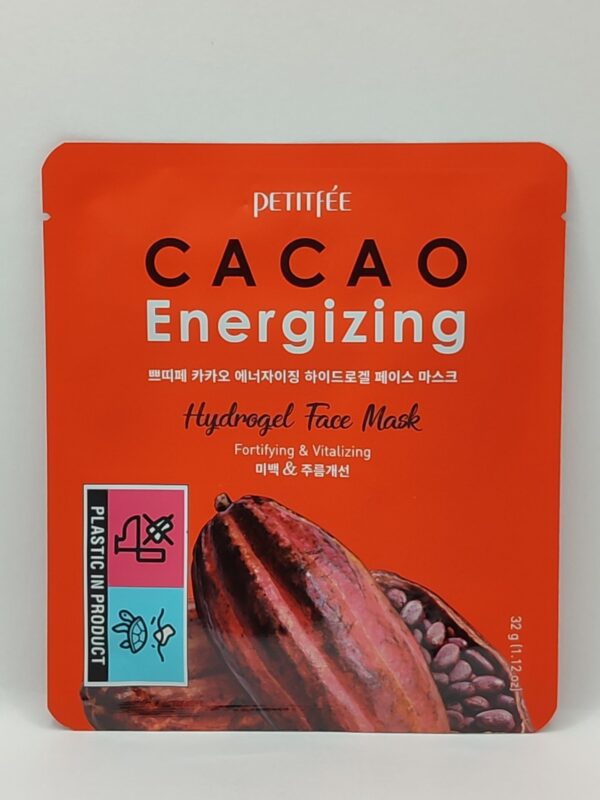 PETITFÉE
CACAO
Energizing
쁘띠페 카카오 에너자이징 하이드로겔 페이스 마스크
Hydrogel Face Mask
Fortifying & Vitalizing
미백 & 주름개선
PLASTIC IN PRODUCT
32 g (1.12 oz)